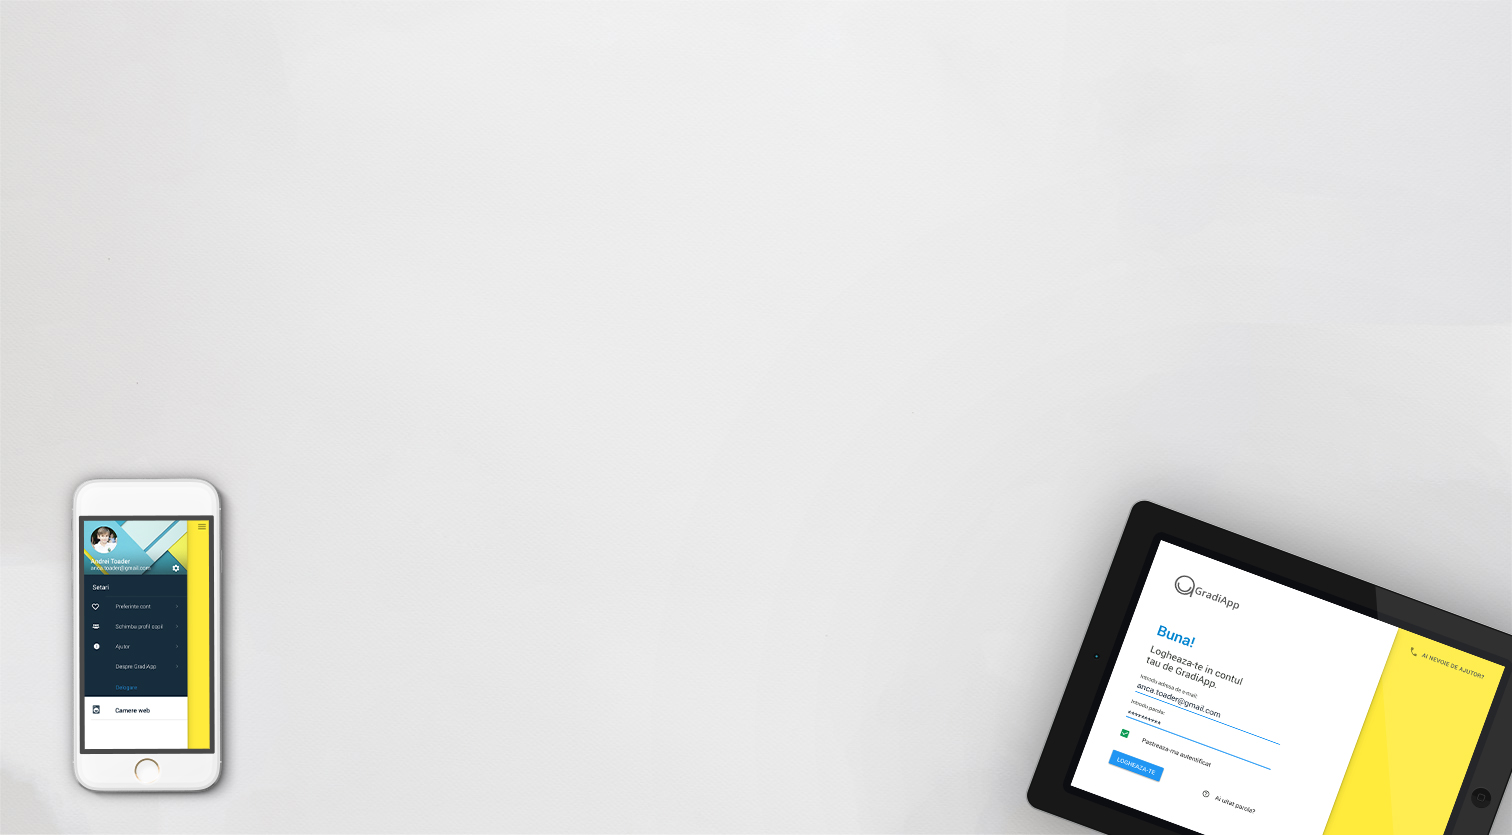 Andrei Toader
anca.toader@gmail.com
Setari
Preferinte cont
Schimba profil copil
Ajutor
Despre GradiApp
Delogare
Camere web
GradiApp
Buna!
Logheaza-te in contul
tau de GradiApp.
Introdu adresa de e-mail:
anca.toader@gmail.com
Introdu parola:
**********
Pastreaza-ma autentificat
LOGHEAZA-TE
Ai uitat parola?
AI NEVOIE DE AJUTOR?